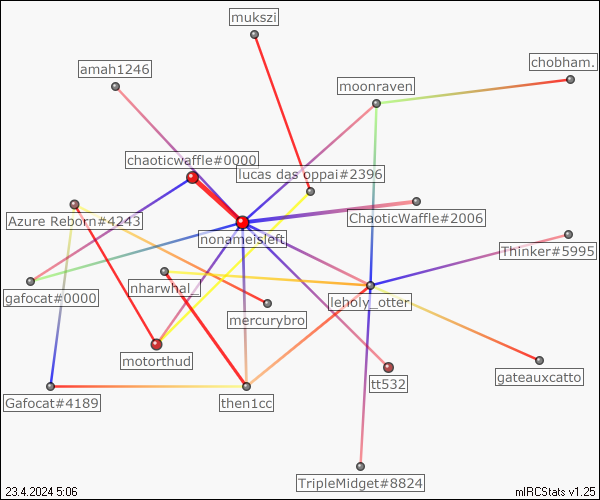 mukszi
chobham.
amah1246
moonraven
chaoticwaffle#0000
lucas das oppai#2396
Azure Reborn#4243
ChaoticWaffle#2006
nonameisleft
Thinker#5995
gafocat#0000
nharwhal_
leholy_otter
mercurybro
motorthud
tt532
gateauxcatto
Gafocat#4189
then1cc
TripleMidget#8824
23.4.2024 5:06
mIRCStats v1.25